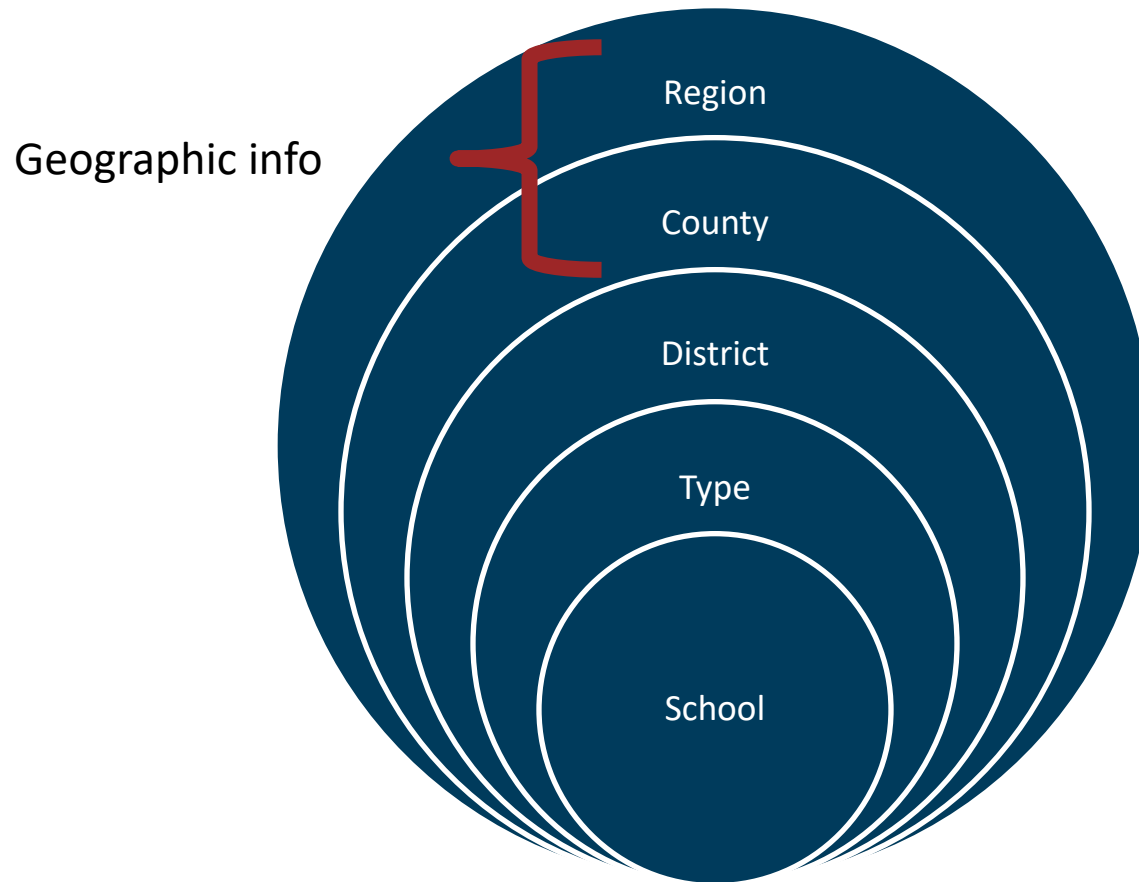 Region
Geographic info
County
District
Type
School